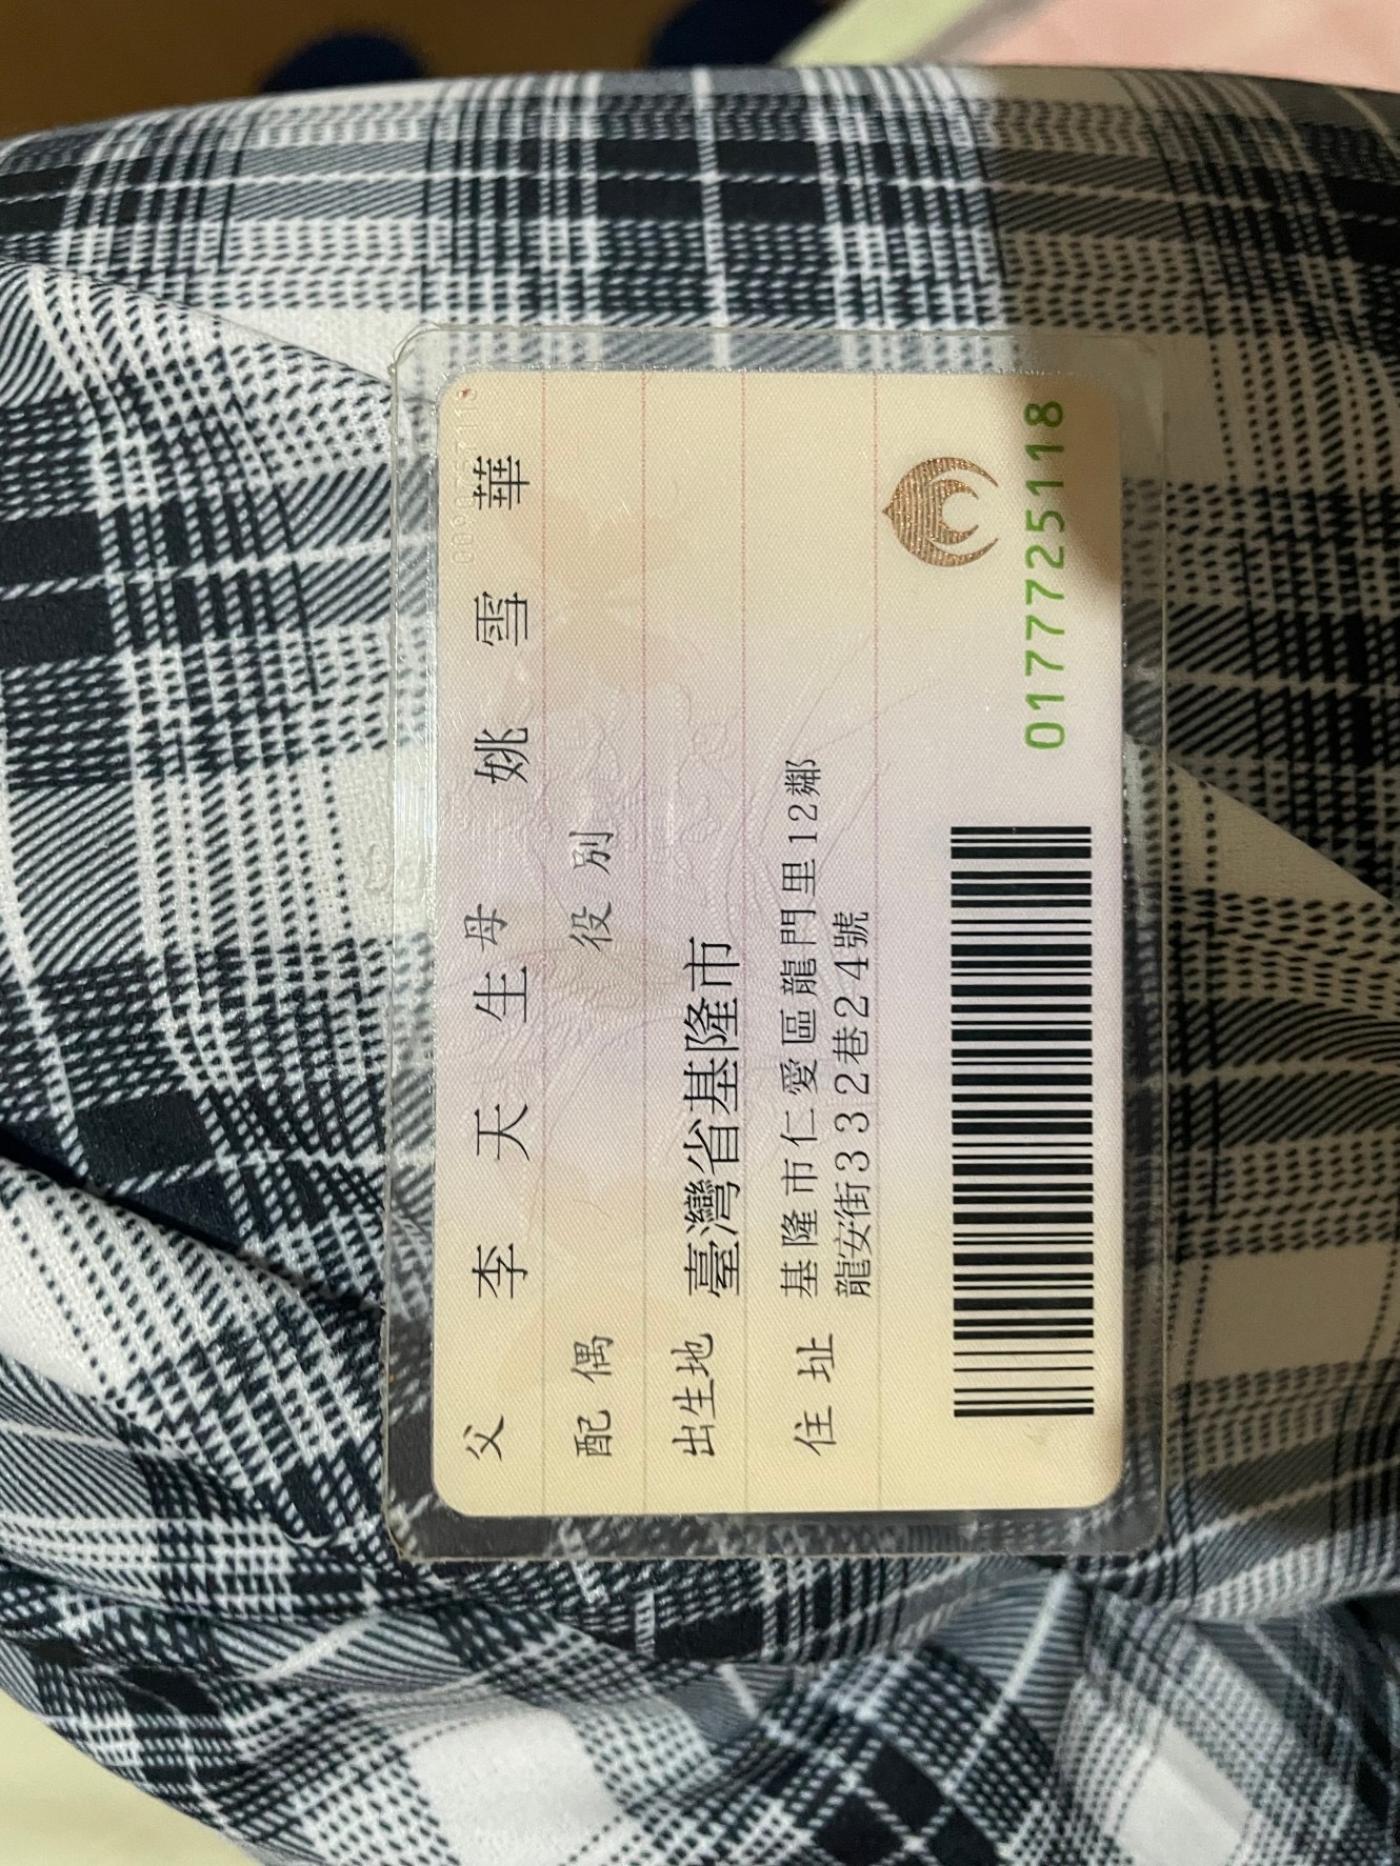 父 李天生 母 姚雪華
配偶 役別
出生地 臺灣省基隆市
住址 基隆市仁愛區龍門里12鄰
龍安街332巷224號
0177725118